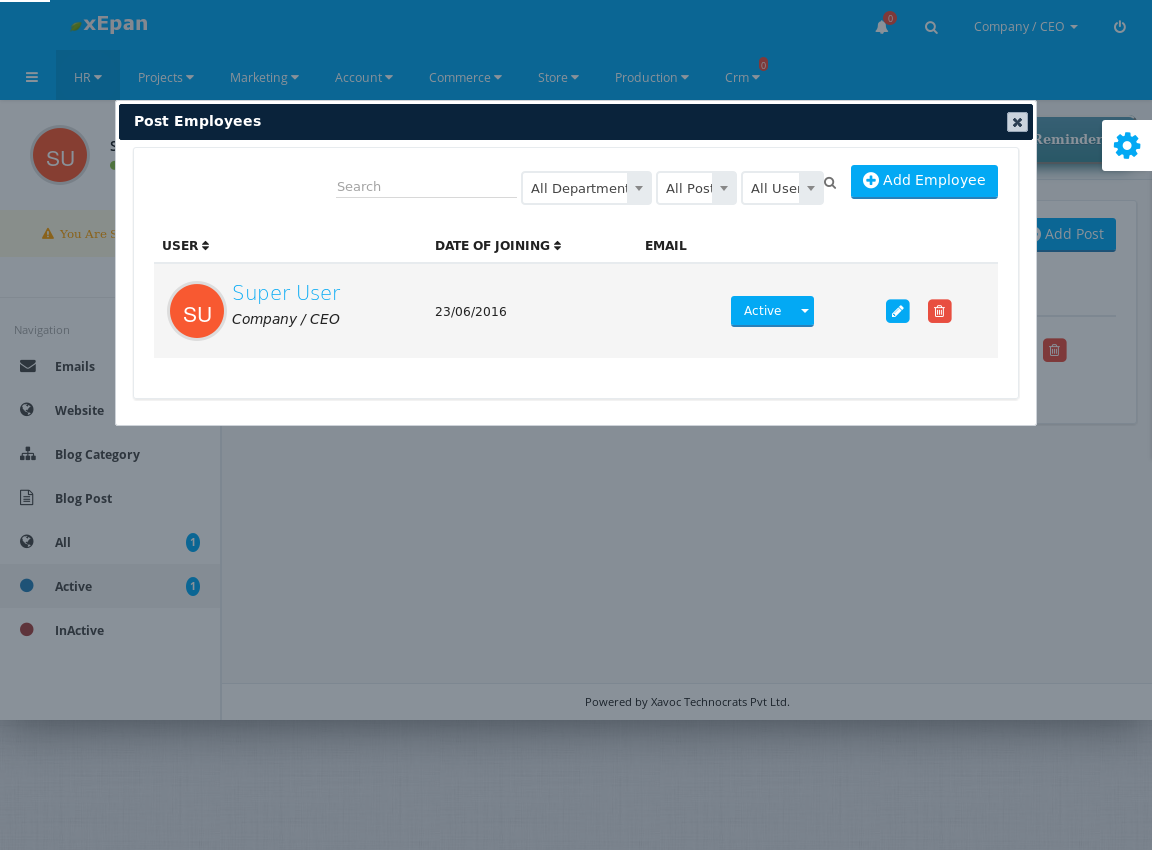 xEpan
0
Company / CEO
HR
Projects
Marketing
Account
Commerce
Store
Production
Crm
0
Post Employees
SU
S
Reminder
You Are S
Search
All Department
All Post
All User
Add Employee
Add Post
USER
DATE OF JOINING
EMAIL
SU
Super User
Company / CEO
23/06/2016
Active
Navigation
Emails
Website
Blog Category
Blog Post
All
1
Active
1
InActive
Powered by Xavoc Technocrats Pvt Ltd.